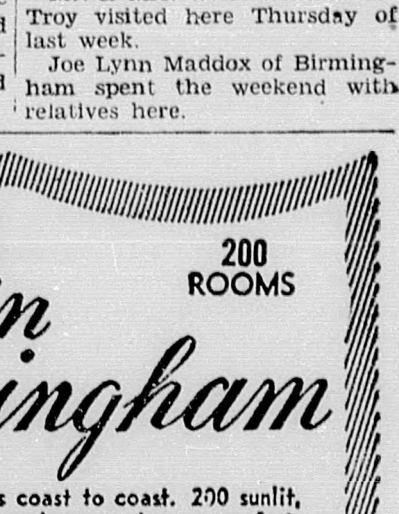 Troy visited here Thursday of
last week.
Joe Lynn Maddox of Birming-
ham spent the weekend with
relatives here.
200
ROOMS
in
ingham
s coast to coast. 200 sunlit,